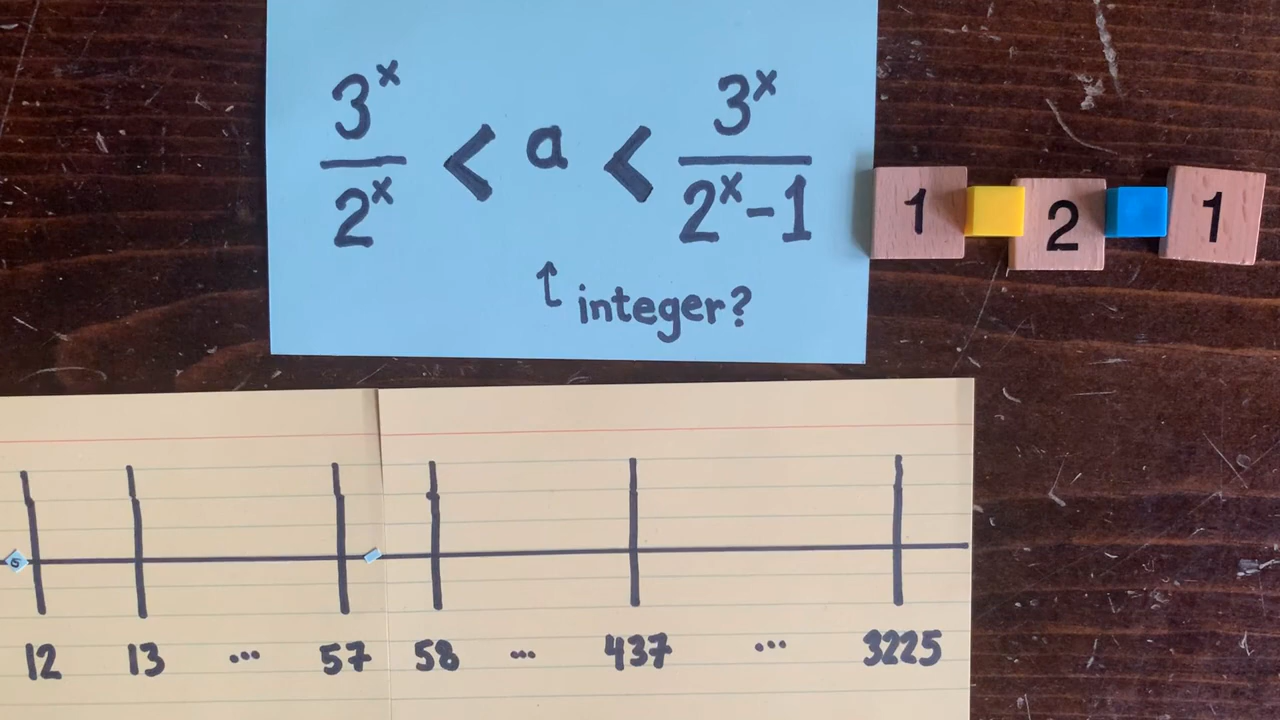 3^x / 2^x < a < 3^x / 2^x-1
↑ integer?
1 2 1
12 13 ... 57 58 ... 437 ... 3225